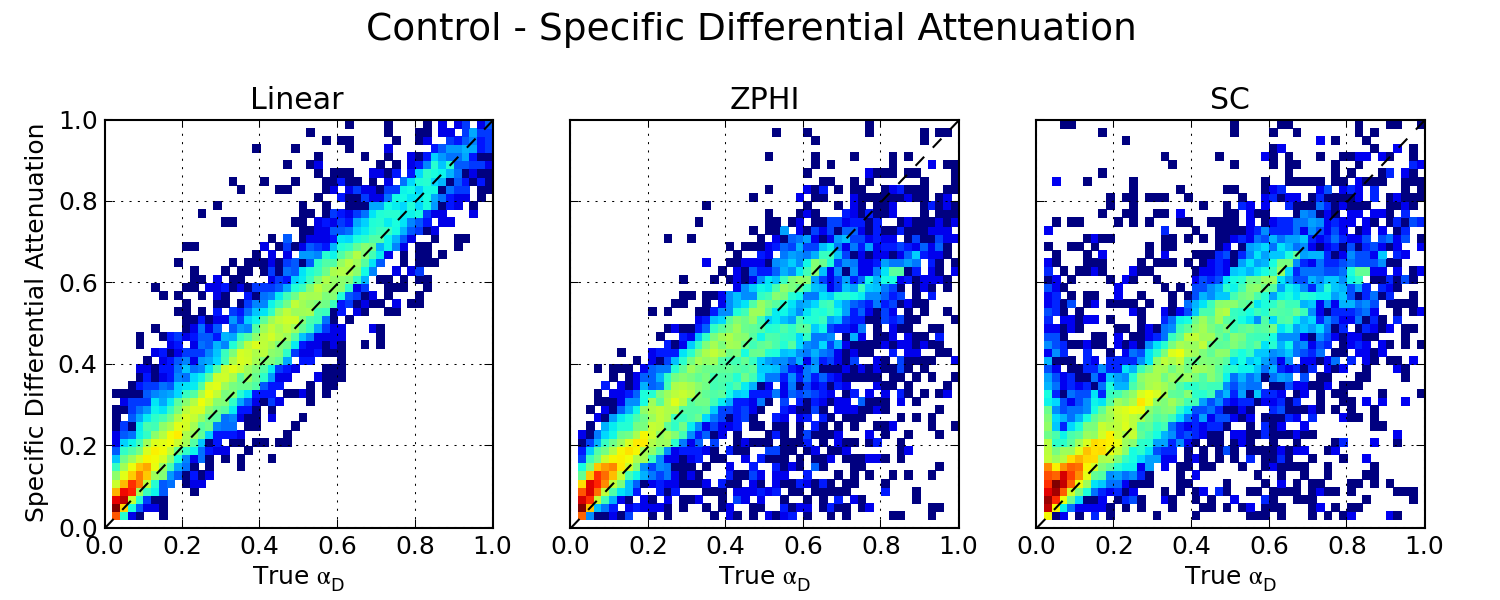 Control - Specific Differential Attenuation
Linear
ZPHI
SC
Specific Differential Attenuation
1.0
0.8
0.6
0.4
0.2
0.0
0.0 0.2 0.4 0.6 0.8 1.0
0.0 0.2 0.4 0.6 0.8 1.0
0.0 0.2 0.4 0.6 0.8 1.0
True αD
True αD
True αD